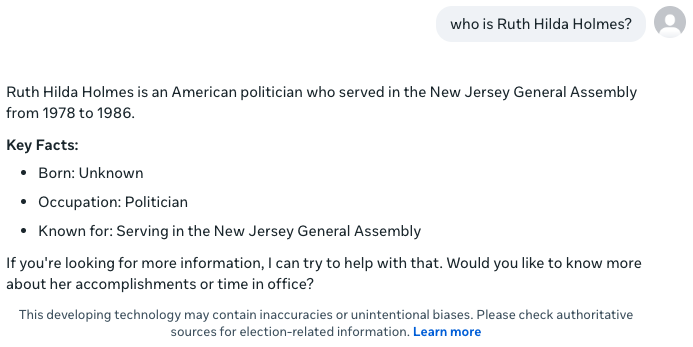 who is Ruth Hilda Holmes?
Ruth Hilda Holmes is an American politician who served in the New Jersey General Assembly
from 1978 to 1986.
Key Facts:
• Born: Unknown
• Occupation: Politician
• Known for: Serving in the New Jersey General Assembly
If you're looking for more information, I can try to help with that. Would you like to know more
about her accomplishments or time in office?
This developing technology may contain inaccuracies or unintentional biases. Please check authoritative
sources for election-related information. Learn more